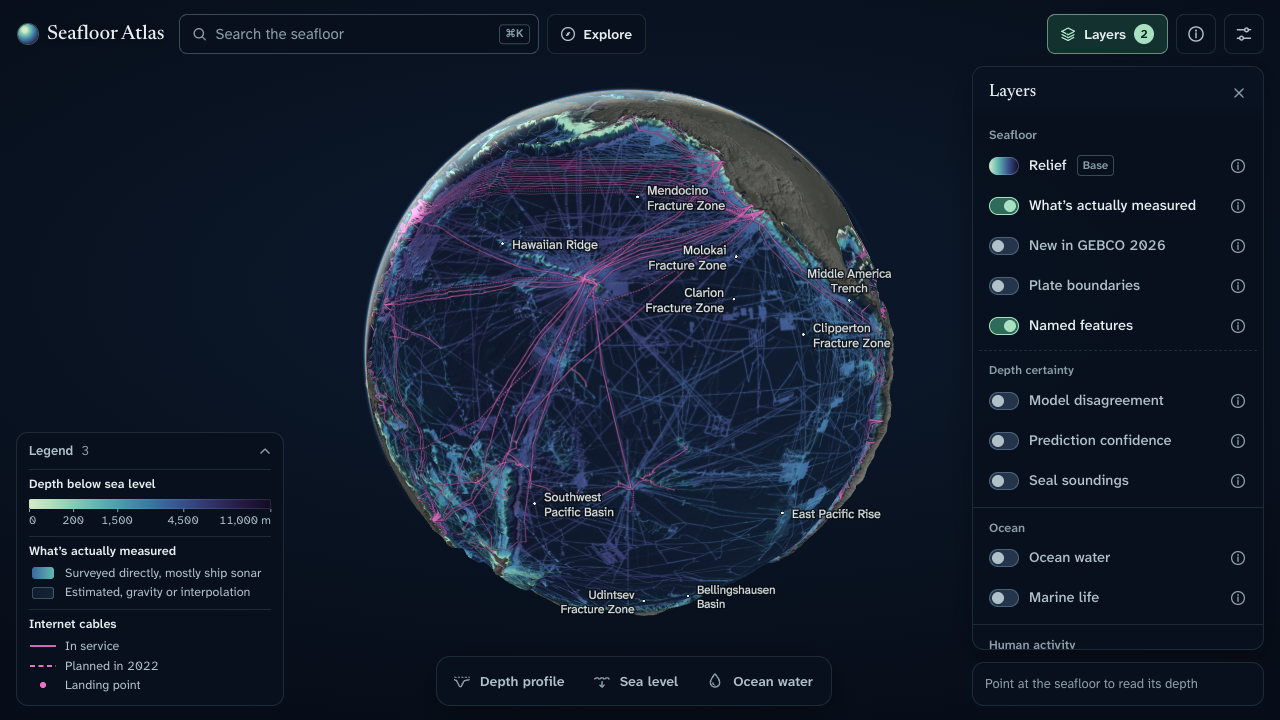 Seafloor Atlas
Search the seafloor
⌘K
Explore
Layers 2
Layers
Seafloor
Relief Base
What's actually measured
New in GEBCO 2026
Plate boundaries
Named features
Depth certainty
Model disagreement
Prediction confidence
Seal soundings
Ocean
Ocean water
Marine life
Human activity
Point at the seafloor to read its depth
Mendocino
Fracture Zone
Hawaiian Ridge
Molokai
Fracture Zone
Middle America
Trench
Clarion
Fracture Zone
Clipperton
Fracture Zone
Southwest
Pacific Basin
East Pacific Rise
Udintsev
Fracture Zone
Bellingshausen
Basin
Legend 3
Depth below sea level
0 200 1,500 4,500 11,000 m
What's actually measured
Surveyed directly, mostly ship sonar
Estimated, gravity or interpolation
Internet cables
In service
Planned in 2022
Landing point
Depth profile
Sea level
Ocean water